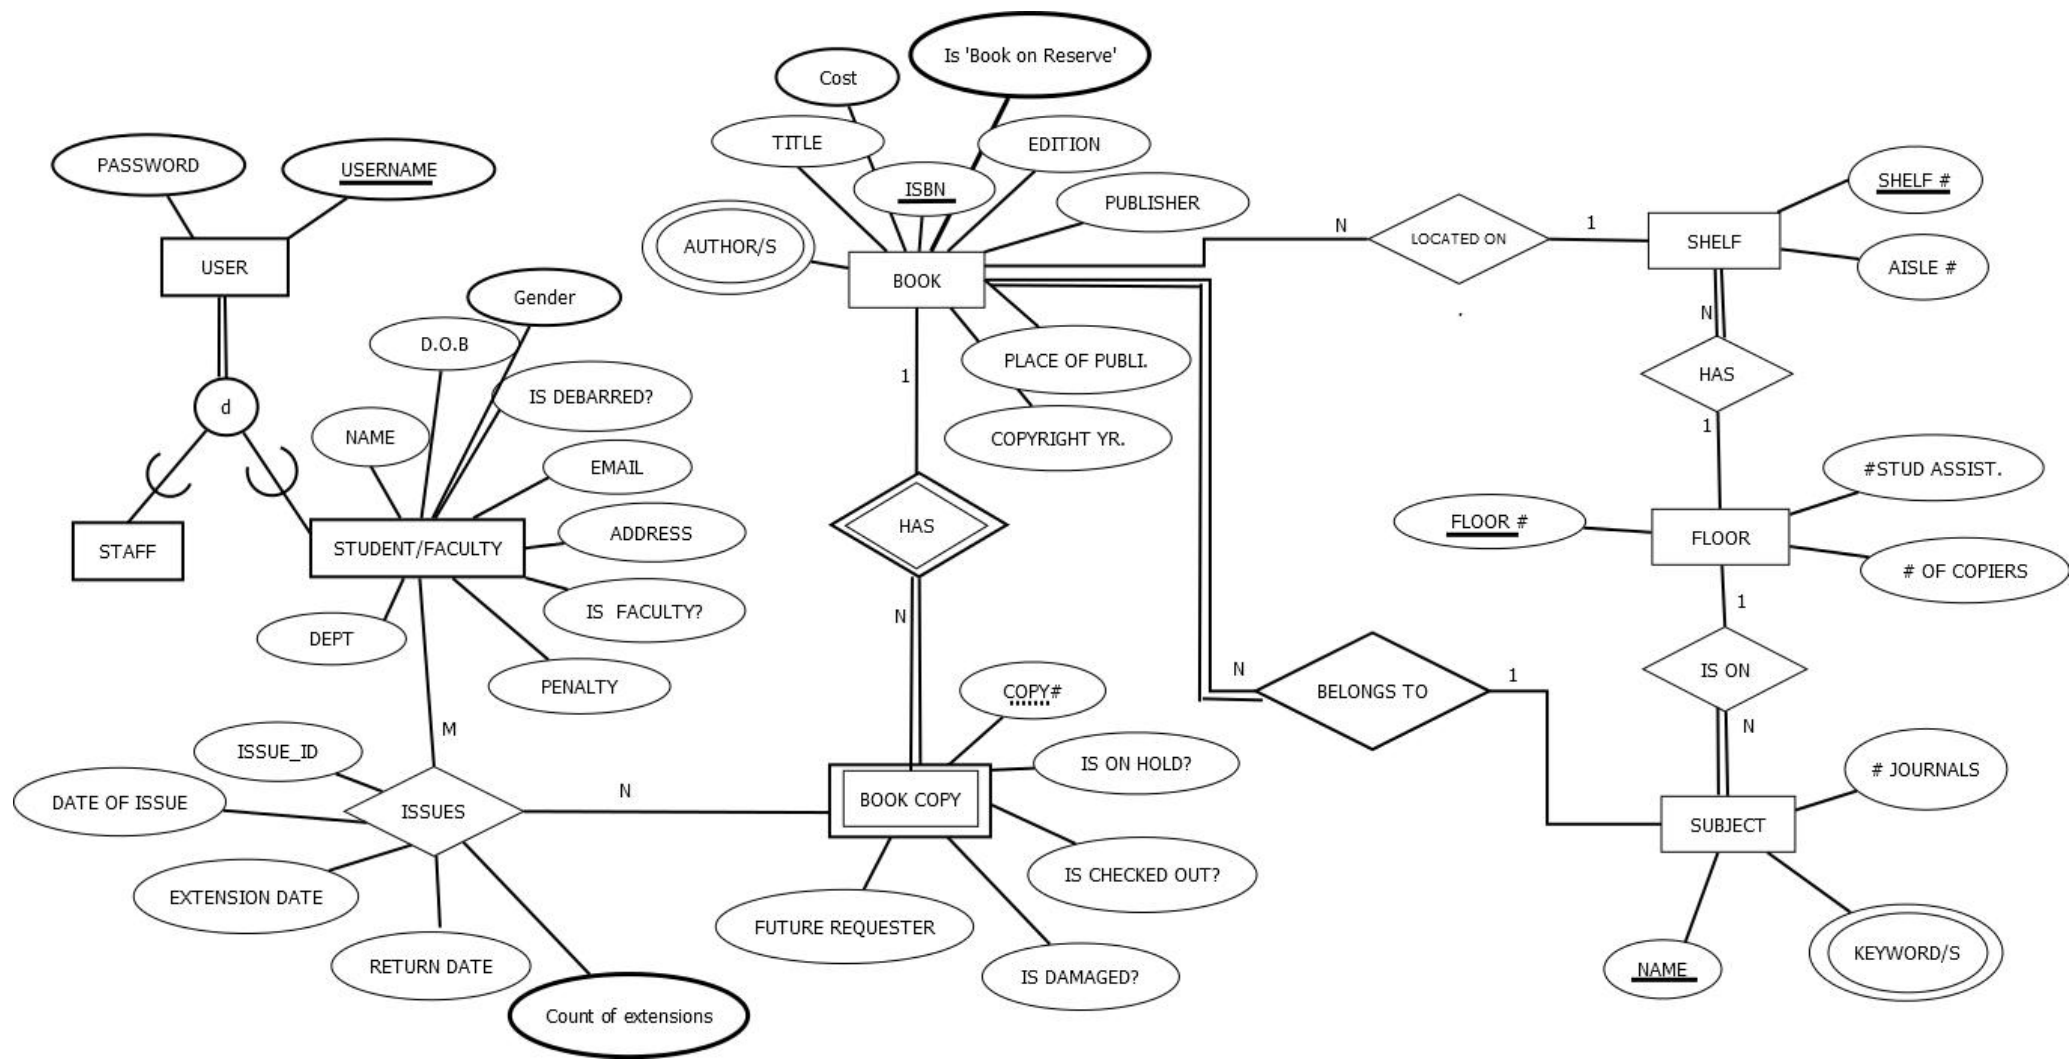 Is 'Book on Reserve'
Cost
TITLE
EDITION
PASSWORD
USERNAME
ISBN
PUBLISHER
SHELF #
AUTHOR/S
N
LOCATED ON
1
SHELF
AISLE #
USER
BOOK
Gender
N
D.O.B
PLACE OF PUBLI.
HAS
1
IS DEBARRED?
d
NAME
COPYRIGHT YR.
1
EMAIL
#STUD ASSIST.
FLOOR #
HAS
ADDRESS
FLOOR
STAFF
STUDENT/FACULTY
# OF COPIERS
IS FACULTY?
N
1
DEPT
N
1
IS ON
PENALTY
COPY#
BELONGS TO
M
N
ISSUE_ID
IS ON HOLD?
# JOURNALS
DATE OF ISSUE
N
BOOK COPY
ISSUES
SUBJECT
IS CHECKED OUT?
EXTENSION DATE
FUTURE REQUESTER
KEYWORD/S
RETURN DATE
IS DAMAGED?
NAME
Count of extensions